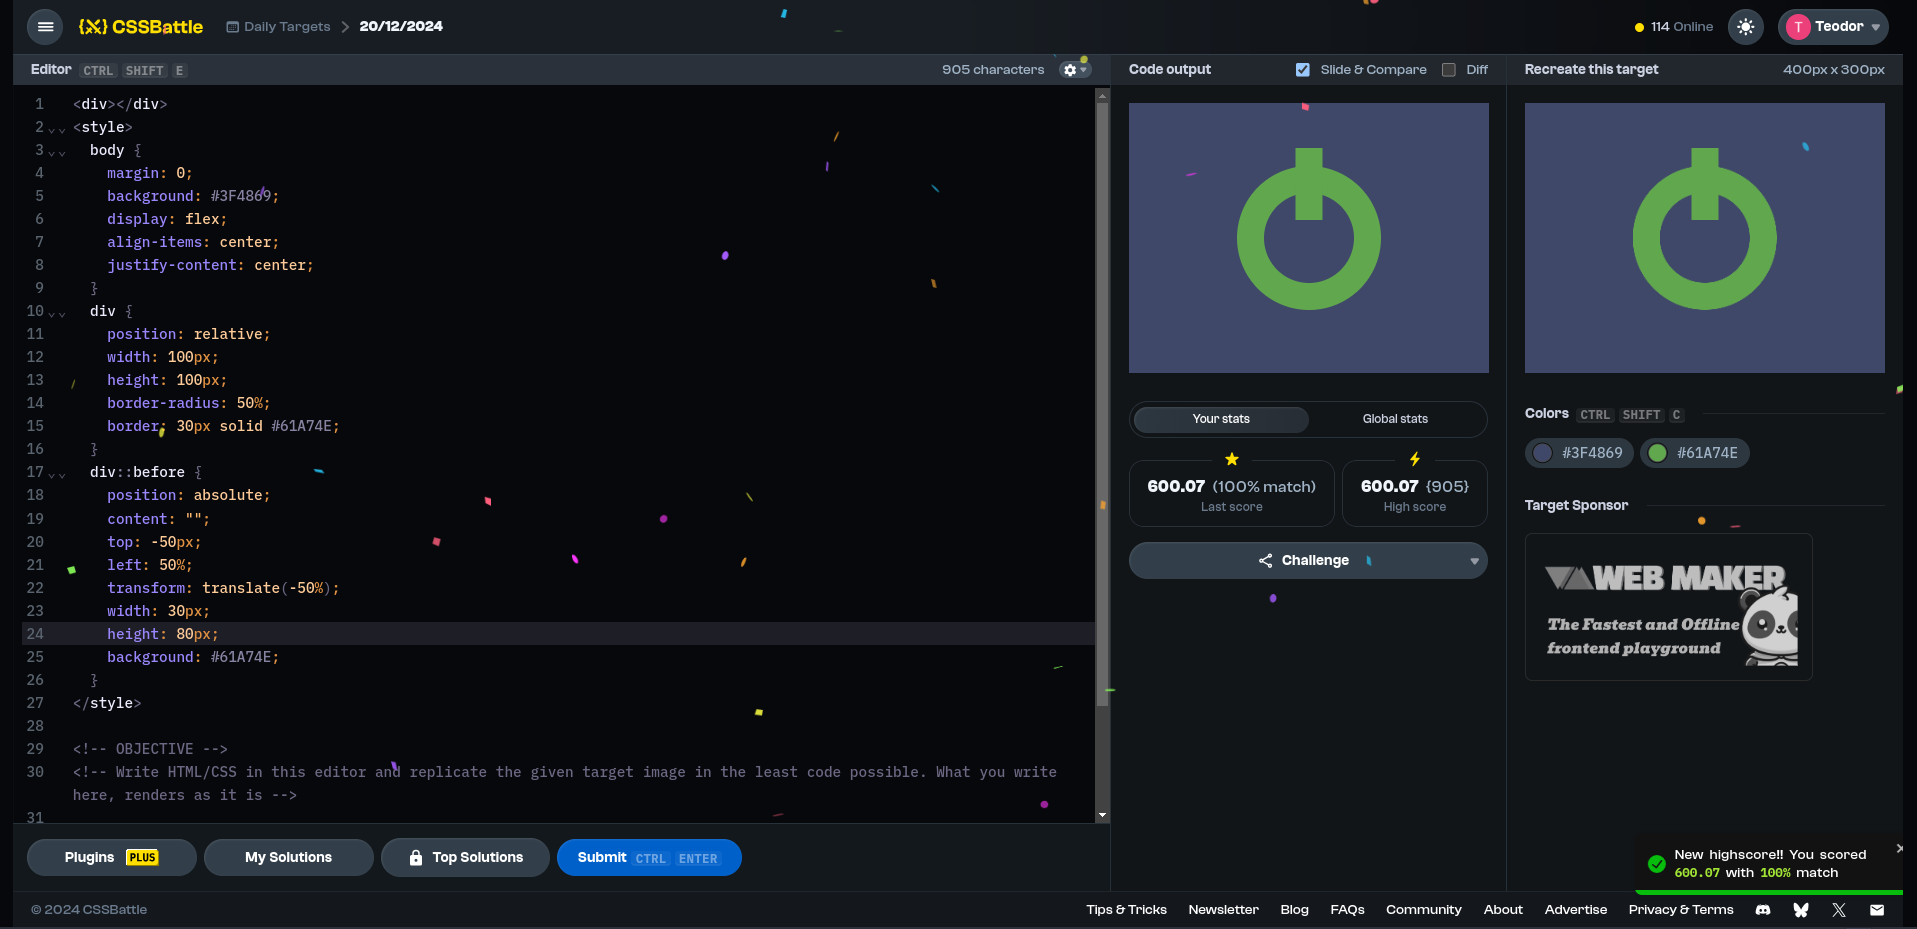 CSSBattle
Daily Targets
20/12/2024
114 Online
T
Teodor
Editor CTRL SHIFT E
905 characters
1 <div></div>
2 <style>
3 body {
4 margin: 0;
5 background: #3F4869;
6 display: flex;
7 align-items: center;
8 justify-content: center;
9 }
10 div {
11 position: relative;
12 width: 100px;
13 height: 100px;
14 border-radius: 50%;
15 border: 30px solid #61A74E;
16 }
17 div::before {
18 position: absolute;
19 content: "";
20 top: -50px;
21 left: 50%;
22 transform: translate(-50%);
23 width: 30px;
24 height: 80px;
25 background: #61A74E;
26 }
27 </style>
28
29 <!-- OBJECTIVE -->
30 <!-- Write HTML/CSS in this editor and replicate the given target image in the least code possible. What you write
here, renders as it is -->
31
Plugins PLUS
My Solutions
Top Solutions
Submit CTRL ENTER
Code output
Slide & Compare
Diff
Your stats
Global stats
600.07 (100% match)
Last score
600.07 {905}
High score
Challenge
Recreate this target
400px x 300px
Colors CTRL SHIFT C
#3F4869
#61A74E
Target Sponsor
WEB MAKER
The Fastest and Offline
frontend playground
New highscore!! You scored
600.07 with 100% match
© 2024 CSSBattle
Tips & Tricks
Newsletter
Blog
FAQs
Community
About
Advertise
Privacy & Terms